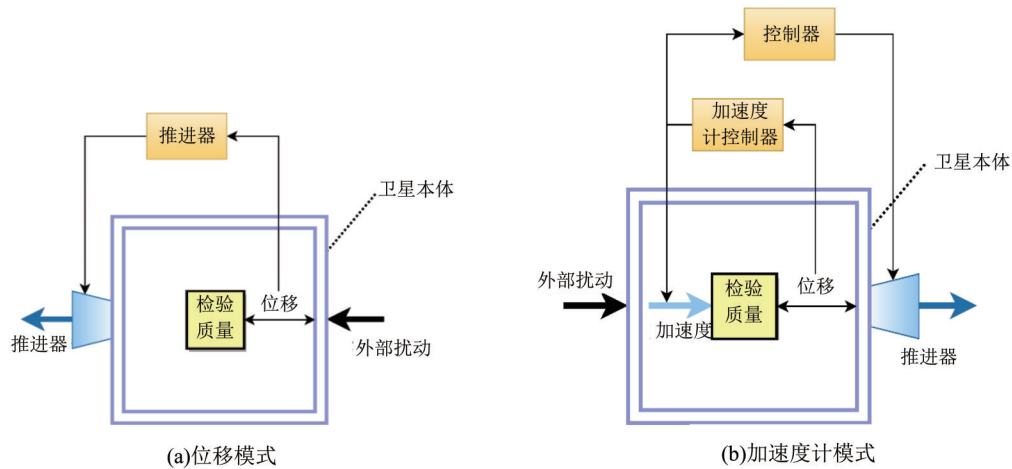 推进器
卫星本体
检验
质量
位移
推进器
外部扰动
(a)位移模式
控制器
加速度
计控制器
卫星本体
外部扰动
加速度
检验
质量
位移
推进器
(b)加速度计模式